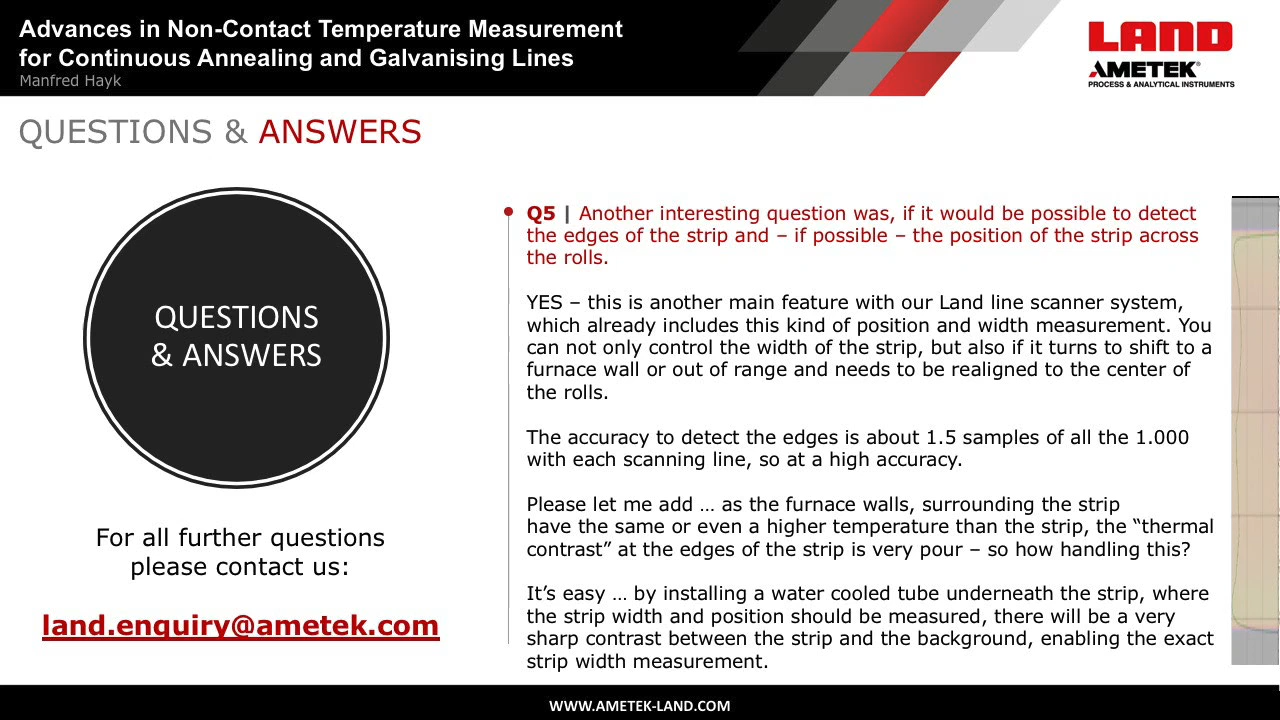 Advances in Non-Contact Temperature Measurement
for Continuous Annealing and Galvanising Lines
Manfred Hayk
LAND
AMETEK®
PROCESS & ANALYTICAL INSTRUMENTS
QUESTIONS & ANSWERS
QUESTIONS
& ANSWERS
For all further questions
please contact us:
land.enquiry@ametek.com
Q5 | Another interesting question was, if it would be possible to detect
the edges of the strip and – if possible – the position of the strip across
the rolls.
YES – this is another main feature with our Land line scanner system,
which already includes this kind of position and width measurement. You
can not only control the width of the strip, but also if it turns to shift to a
furnace wall or out of range and needs to be realigned to the center of
the rolls.
The accuracy to detect the edges is about 1.5 samples of all the 1.000
with each scanning line, so at a high accuracy.
Please let me add … as the furnace walls, surrounding the strip
have the same or even a higher temperature than the strip, the “thermal
contrast” at the edges of the strip is very pour – so how handling this?
It’s easy … by installing a water cooled tube underneath the strip, where
the strip width and position should be measured, there will be a very
sharp contrast between the strip and the background, enabling the exact
strip width measurement.
WWW.AMETEK-LAND.COM